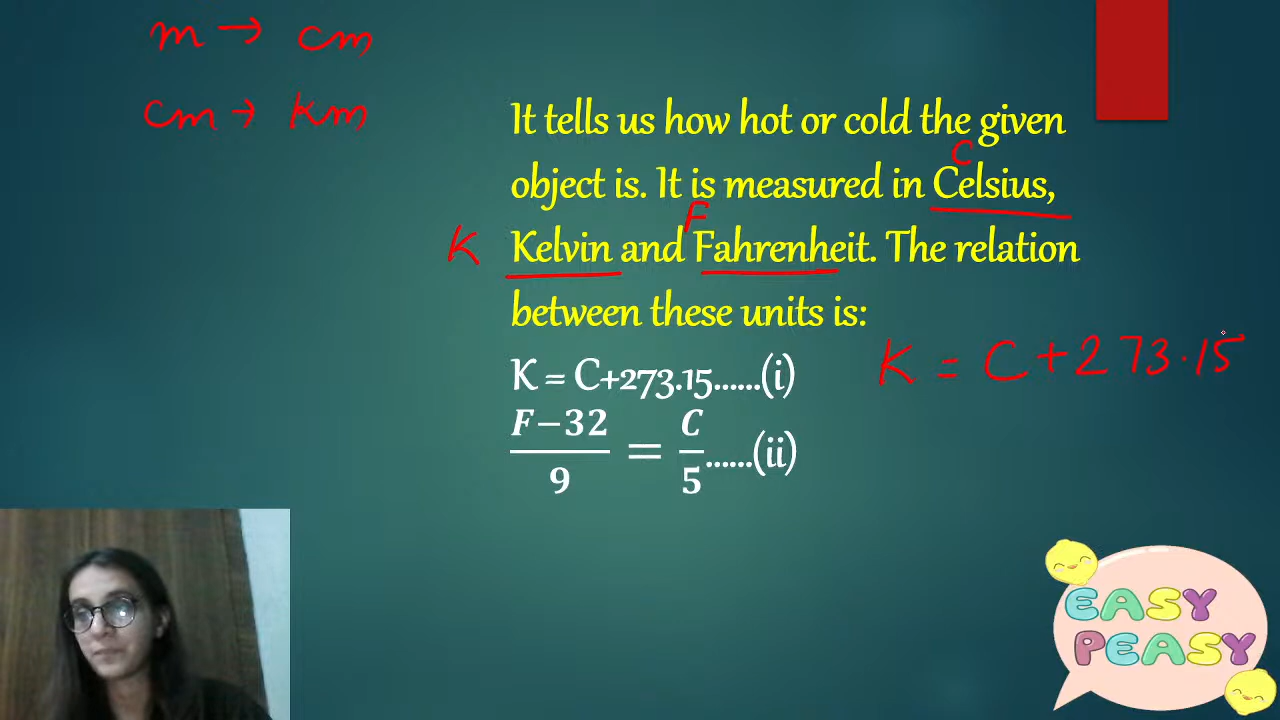 m → cm
cm → km
It tells us how hot or cold the given
C
object is. It is measured in Celsius,
F
K Kelvin and Fahrenheit. The relation
between these units is:
K = C+273.15......(i) K = C+273.15
F−32/9 = C/5......(ii)
EASY
PEASY